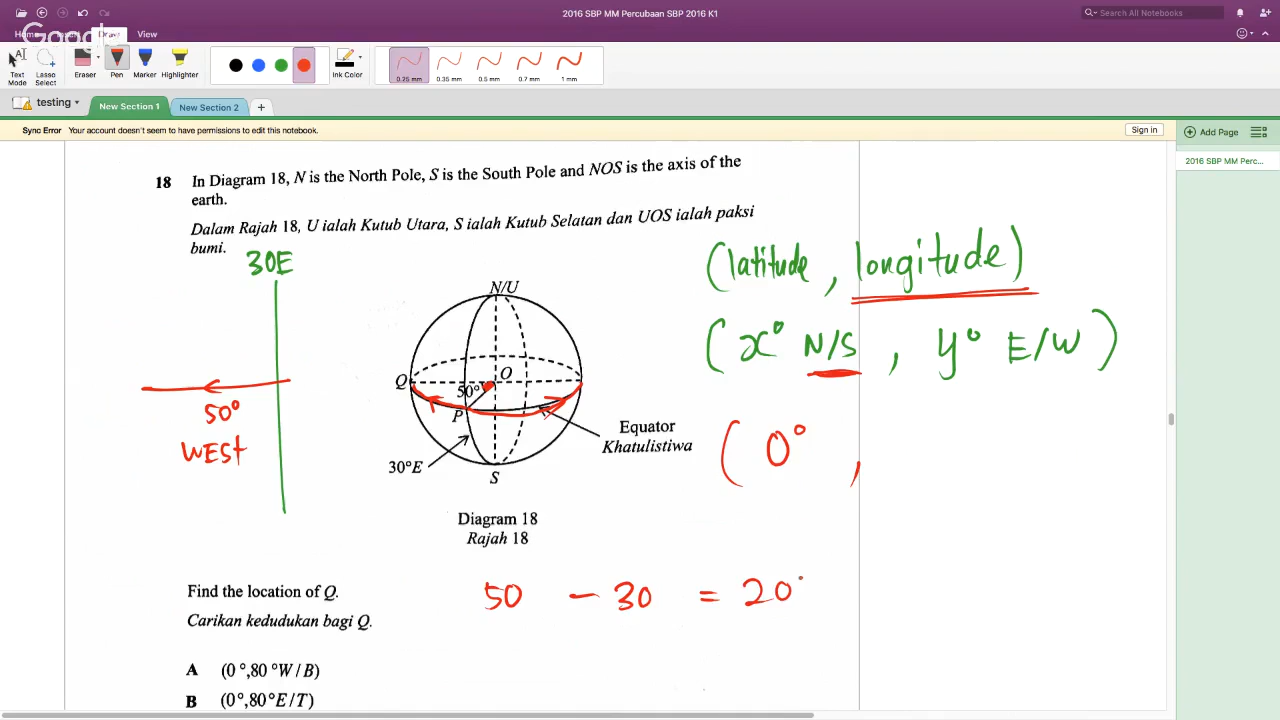 2016 SBP MM Percubaan SBP 2016 K1
Search All Notebooks
Home Insert Draw View
Text Mode
Lasso Select
Eraser
Pen
Marker
Highlighter
Ink Color
0.25 mm
0.35 mm
0.5 mm
0.7 mm
1 mm
testing
New Section 1
New Section 2
+
Sync Error Your account doesn't seem to have permissions to edit this notebook.
Sign in
Add Page
2016 SBP MM Perc...
18 In Diagram 18, N is the North Pole, S is the South Pole and NOS is the axis of the
earth.
Dalam Rajah 18, U ialah Kutub Utara, S ialah Kutub Selatan dan UOS ialah paksi
bumi.
30E
(latitude, longitude)
(x° N/S, y° E/W)
(0°,
50°
WEST
N/U
Q
O
50°
P
Equator
Khatulistiwa
30°E
S
Diagram 18
Rajah 18
Find the location of Q.
Carikan kedudukan bagi Q.
50 - 30 = 20°
A (0°,80°W/B)
B (0°,80°E/T)